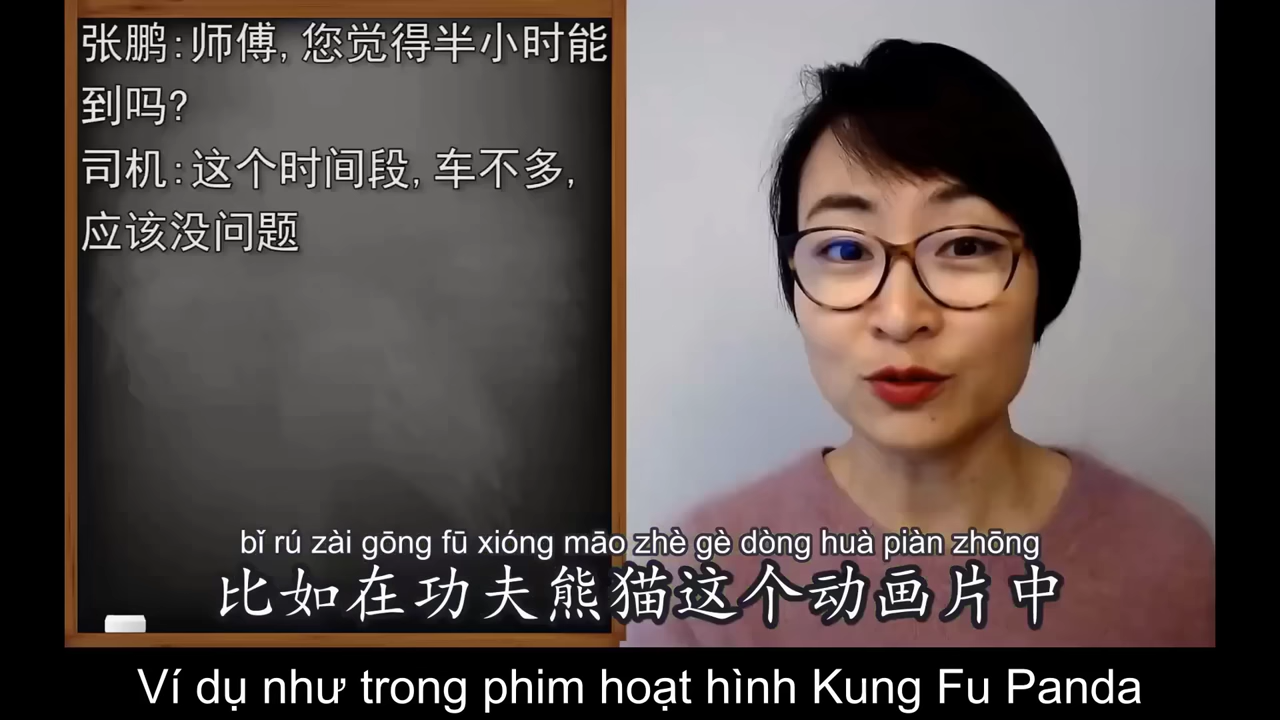 张鹏:师傅,您觉得半小时能
到吗?
司机:这个时间段,车不多,
应该没问题
bǐ rú zài gōng fū xióng māo zhè gè dòng huà piàn zhōng
比如在功夫熊猫这个动画片中
Ví dụ như trong phim hoạt hình Kung Fu Panda